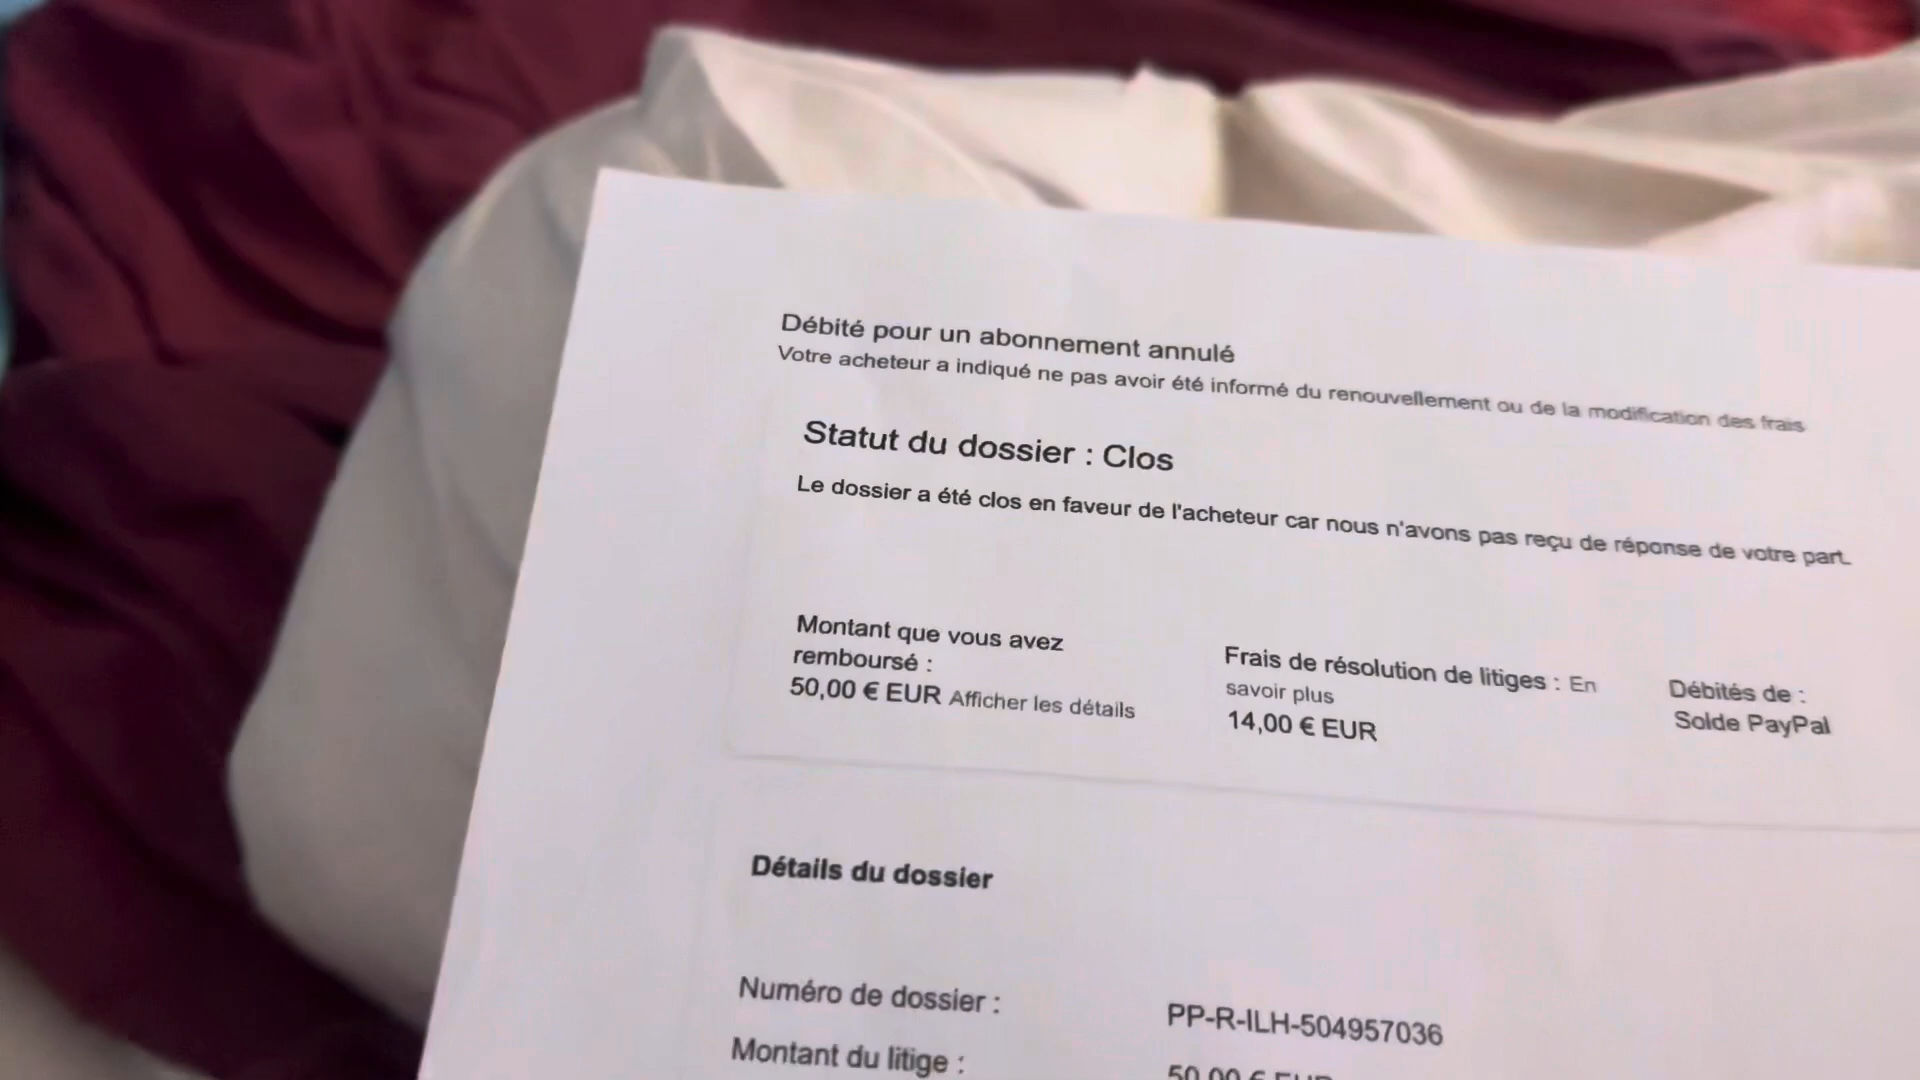 Débité pour un abonnement annulé
Votre acheteur a indiqué ne pas avoir été informé du renouvellement ou de la modification des frais
Statut du dossier : Clos
Le dossier a été clos en faveur de l'acheteur car nous n'avons pas reçu de réponse de votre part.
Montant que vous avez
remboursé :
50,00 € EUR Afficher les détails
Frais de résolution de litiges : En
savoir plus
14,00 € EUR
Débités de :
Solde PayPal
Détails du dossier
Numéro de dossier :
PP-R-ILH-504957036
Montant du litige :
50,00 € EUR